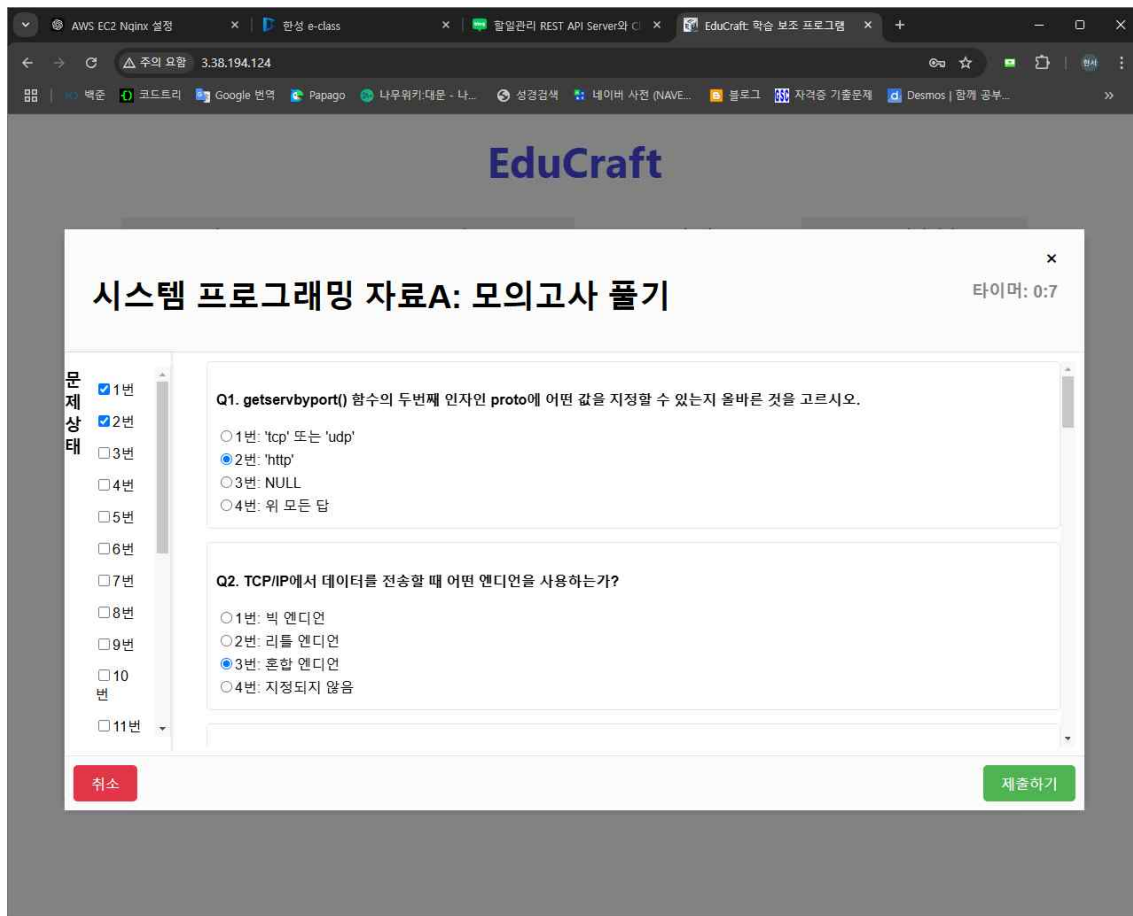 AWS EC2 Nginx 설정
한성 e-class
할일관리 REST API Server와 C
EduCraft: 학습 보조 프로그램
주의 요함 3.38.194.124
백준
코드트리
Google 번역
Papago
나무위키:대문 - 나...
성경검색
네이버 사전 (NAVE...
블로그
자격증 기출문제
Desmos | 함께 공부...
EduCraft
시스템 프로그래밍 자료A: 모의고사 풀기
타이머: 0:7
문제상태
1번
2번
3번
4번
5번
6번
7번
8번
9번
10
번
11번
Q1. getservbyport() 함수의 두번째 인자인 proto에 어떤 값을 지정할 수 있는지 올바른 것을 고르시오.
1번: 'tcp' 또는 'udp'
2번: 'http'
3번: NULL
4번: 위 모든 답
Q2. TCP/IP에서 데이터를 전송할 때 어떤 엔디언을 사용하는가?
1번: 빅 엔디언
2번: 리틀 엔디언
3번: 혼합 엔디언
4번: 지정되지 않음
취소
제출하기